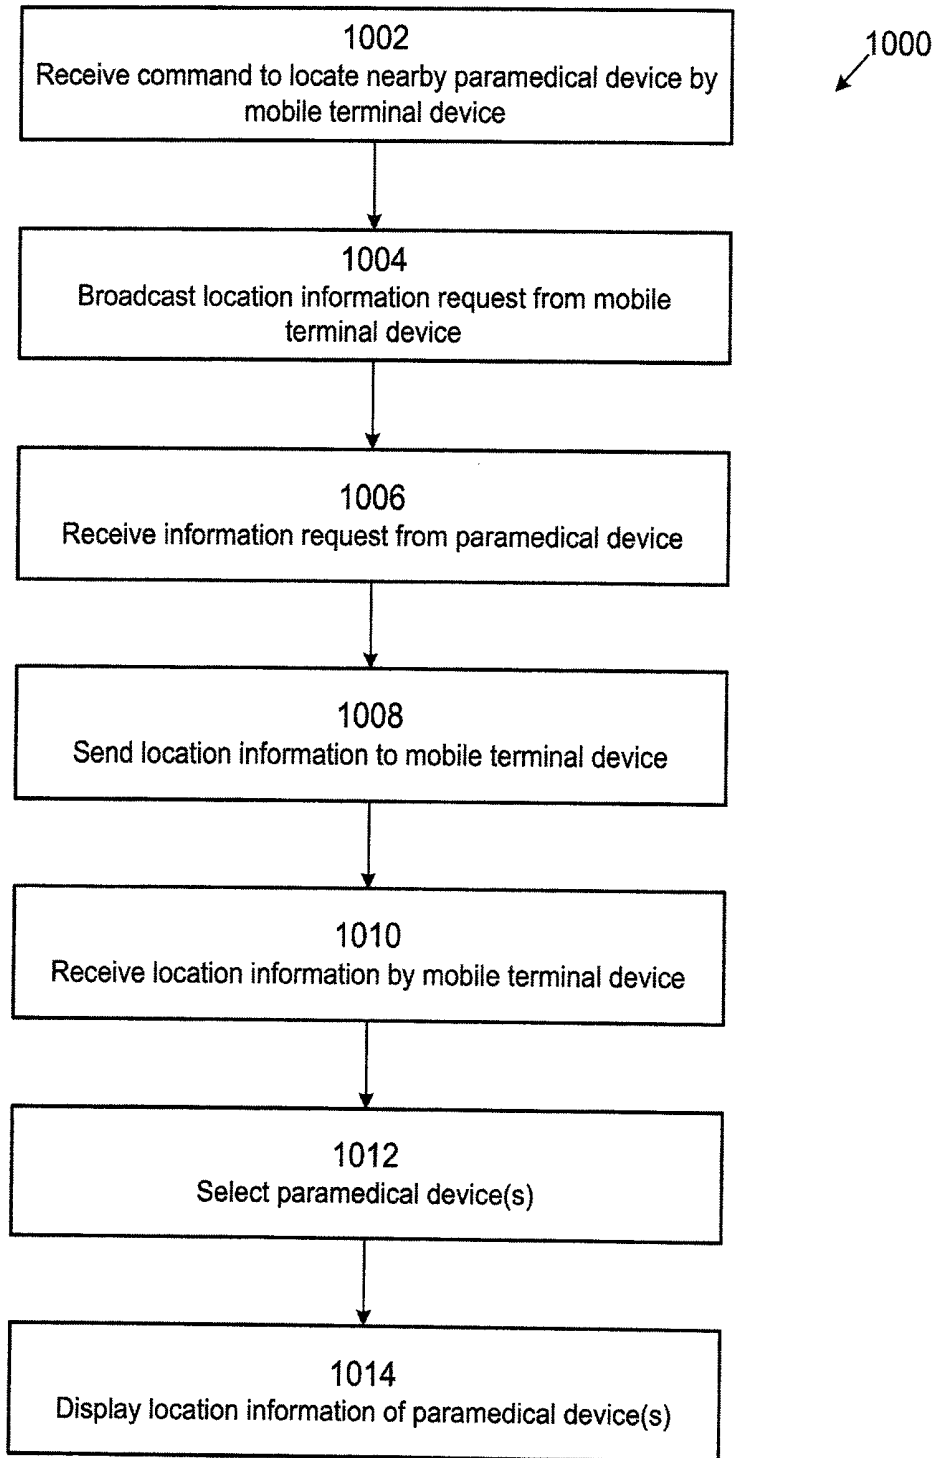 1000
1002
Receive command to locate nearby paramedical device by
mobile terminal device
1004
Broadcast location information request from mobile
terminal device
1006
Receive information request from paramedical device
1008
Send location information to mobile terminal device
1010
Receive location information by mobile terminal device
1012
Select paramedical device(s)
1014
Display location information of paramedical device(s)